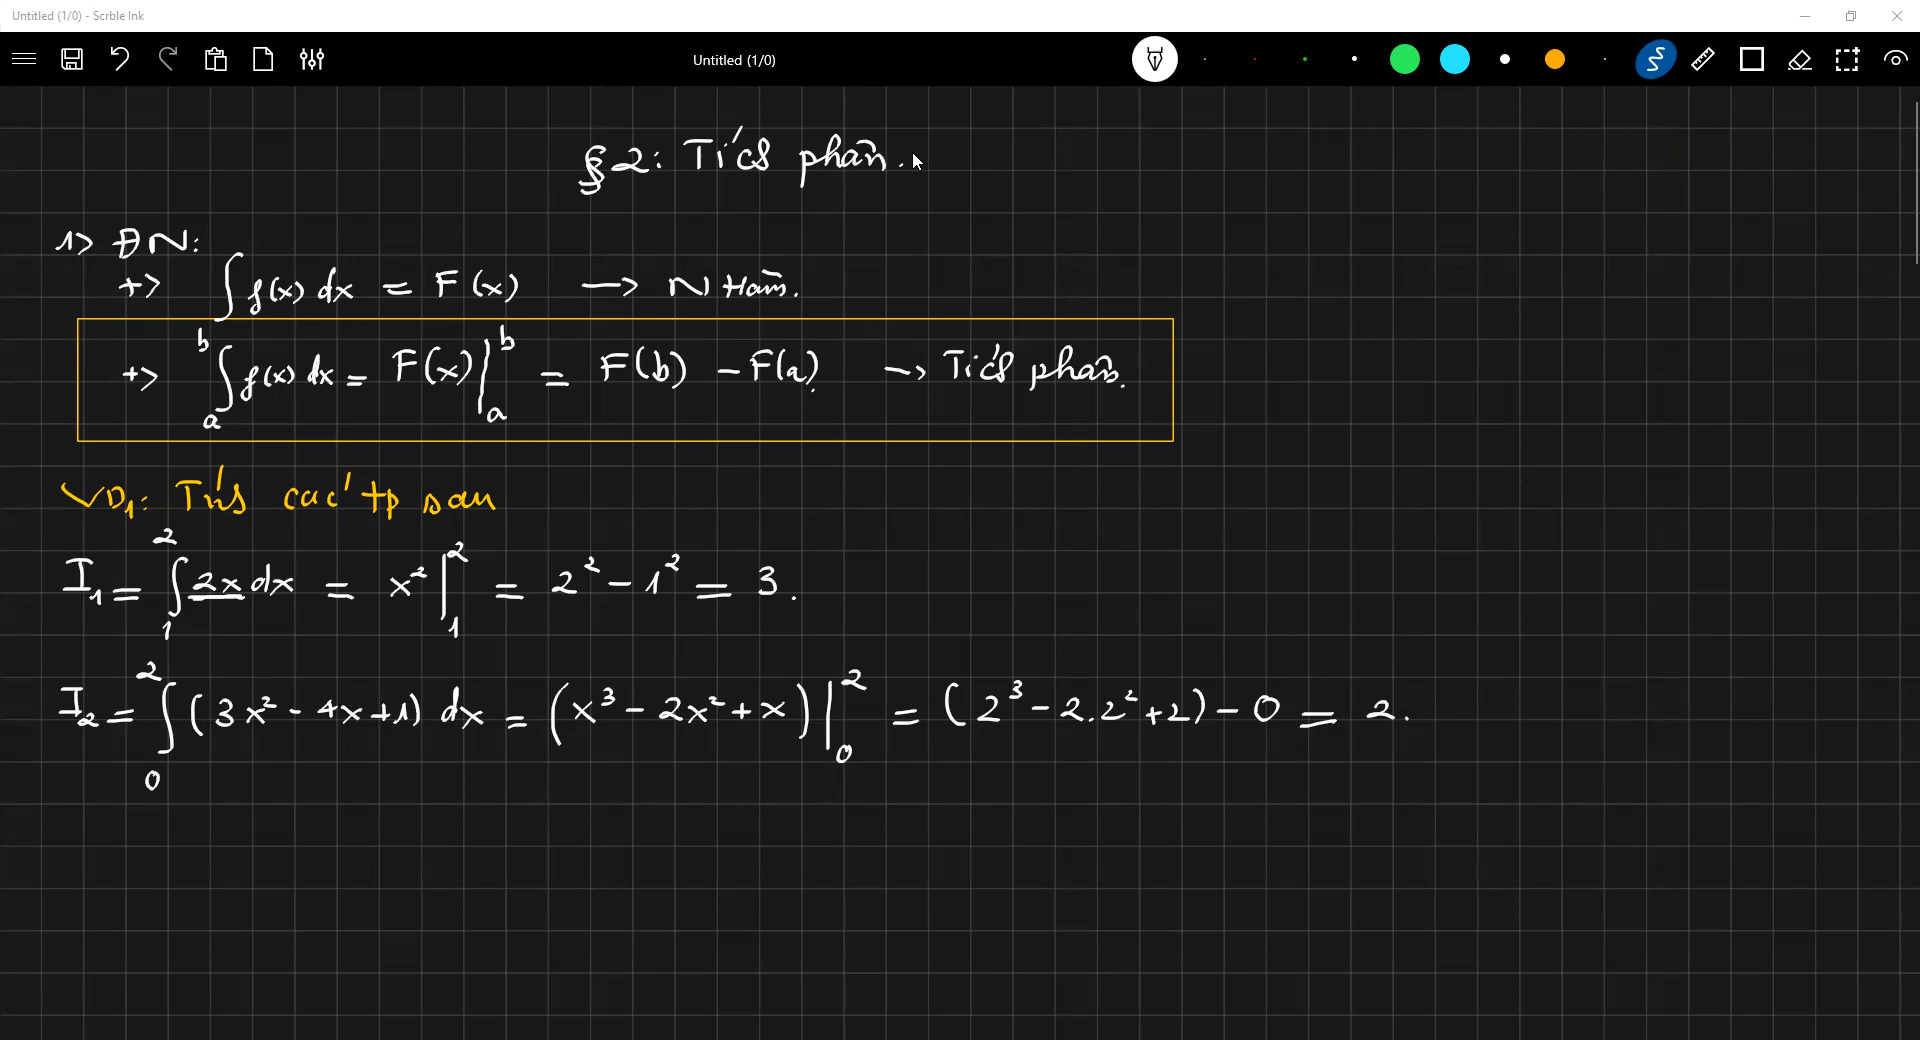 Untitled (1/0) - Scrble Ink
Untitled (1/0)
§2: Tích phân.
1> ĐN:
+> ∫ f(x) dx = F(x) → N Hàm.
+> ∫_a^b f(x) dx = F(x)|_a^b = F(b) - F(a). → Tích phân.
VD₁: Tính các tp sau
I₁ = ∫_1^2 2x dx = x² |_1^2 = 2² - 1² = 3.
I₂ = ∫_0^2 (3x² - 4x + 1) dx = (x³ - 2x² + x)|_0^2 = (2³ - 2.2² + 2) - 0 = 2.